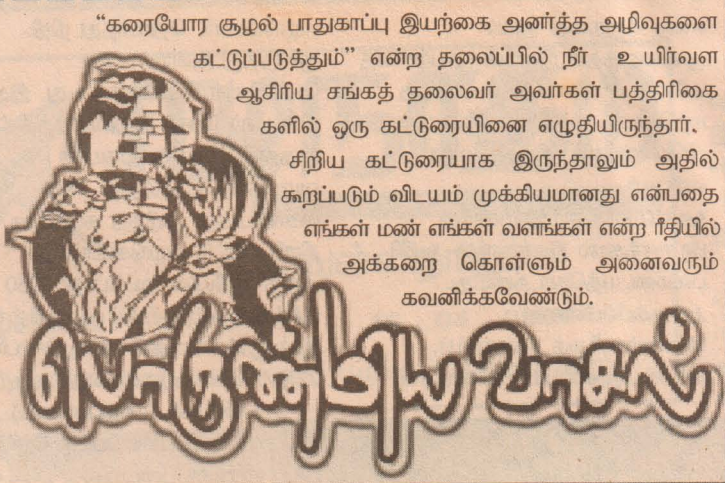 “கரையோர சூழல் பாதுகாப்பு இயற்கை அனர்த்த அழிவுகளை
கட்டுப்படுத்தும்” என்ற தலைப்பில் நீர் உயிர்வள
ஆசிரிய சங்கத் தலைவர் அவர்கள் பத்திரிகை
களில் ஒரு கட்டுரையினை எழுதியிருந்தார்.
சிறிய கட்டுரையாக இருந்தாலும் அதில்
கூறப்படும் விடயம் முக்கியமானது என்பதை
எங்கள் மண் எங்கள் வளங்கள் என்ற ரீதியில்
அக்கறை கொள்ளும் அனைவரும்
கவனிக்கவேண்டும்.
பொருண்மிய வாசல்